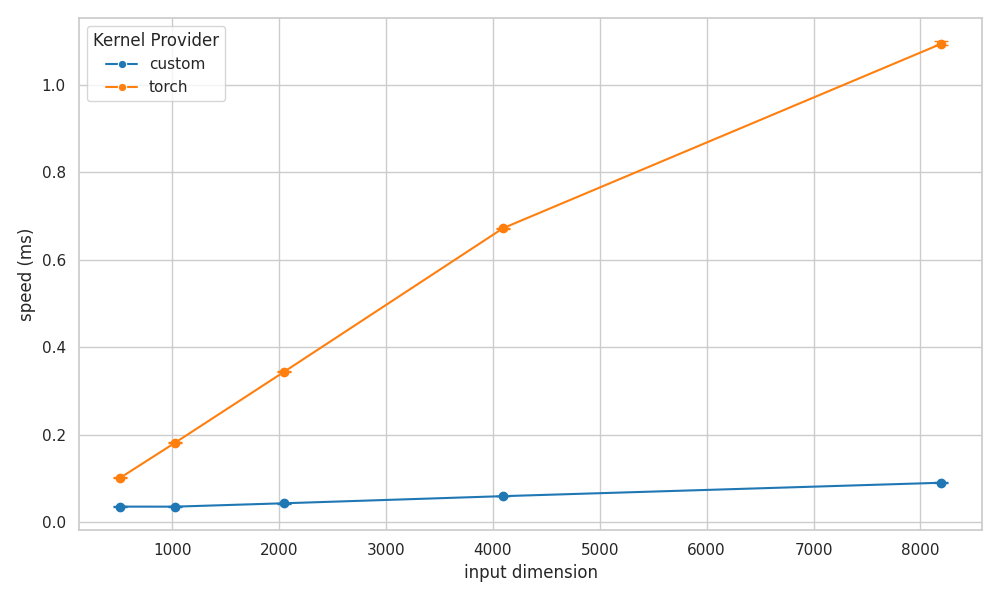 Kernel Provider
custom
torch
speed (ms)
1.0
0.8
0.6
0.4
0.2
0.0
1000 2000 3000 4000 5000 6000 7000 8000
input dimension